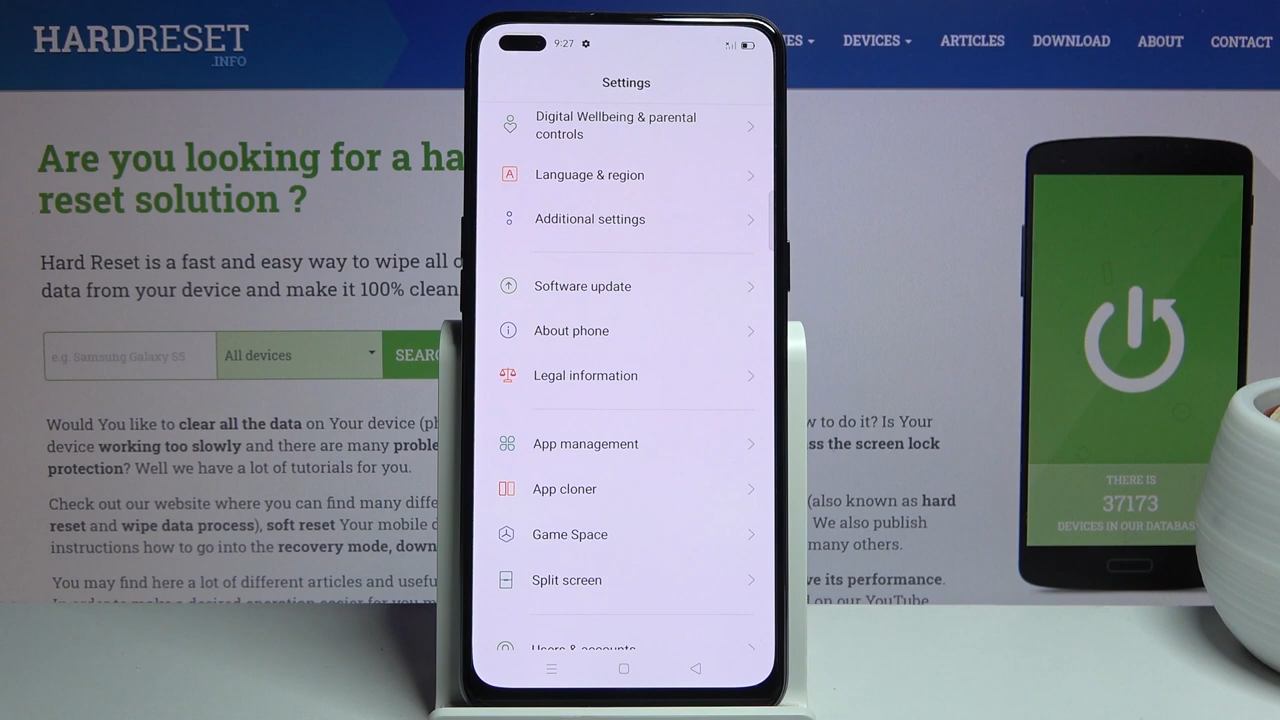 HARDRESET
.INFO
DEVICES
ARTICLES
DOWNLOAD
ABOUT
CONTACT
Are you looking for a ha
reset solution ?
Hard Reset is a fast and easy way to wipe all
data from your device and make it 100% clean
e.g. Samsung Galaxy S5
All devices
SEARC
Would You like to clear all the data on Your device (ph
device working too slowly and there are many proble
protection? Well we have a lot of tutorials for you.
Check out our website where you can find many diffe
reset and wipe data process), soft reset Your mobile d
instructions how to go into the recovery mode, down
You may find here a lot of different articles and usefu
9:27
Settings
Digital Wellbeing & parental
controls
Language & region
Additional settings
Software update
About phone
Legal information
App management
App cloner
Game Space
Split screen
Users & accounts
w to do it? Is Your
ss the screen lock
(also known as hard
We also publish
many others.
ve its performance.
on our YouTube
THERE IS
37173
DEVICES IN OUR DATABAS